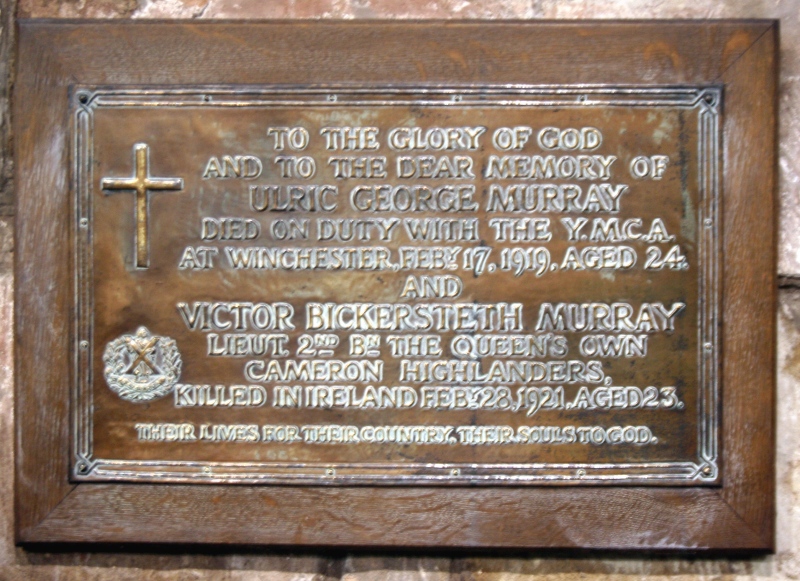 TO THE GLORY OF GOD
AND TO THE DEAR MEMORY OF
ULRIC GEORGE MURRAY
DIED ON DUTY WITH THE Y.M.C.A.
AT WINCHESTER, FEBY 17, 1919, AGED 24.
AND
VICTOR BICKERSTETH MURRAY
LIEUT. 2ND BN THE QUEEN'S OWN
CAMERON HIGHLANDERS,
KILLED IN IRELAND FEBY 28, 1921. AGED 23.
THEIR LIVES FOR THEIR COUNTRY, THEIR SOULS TO GOD.